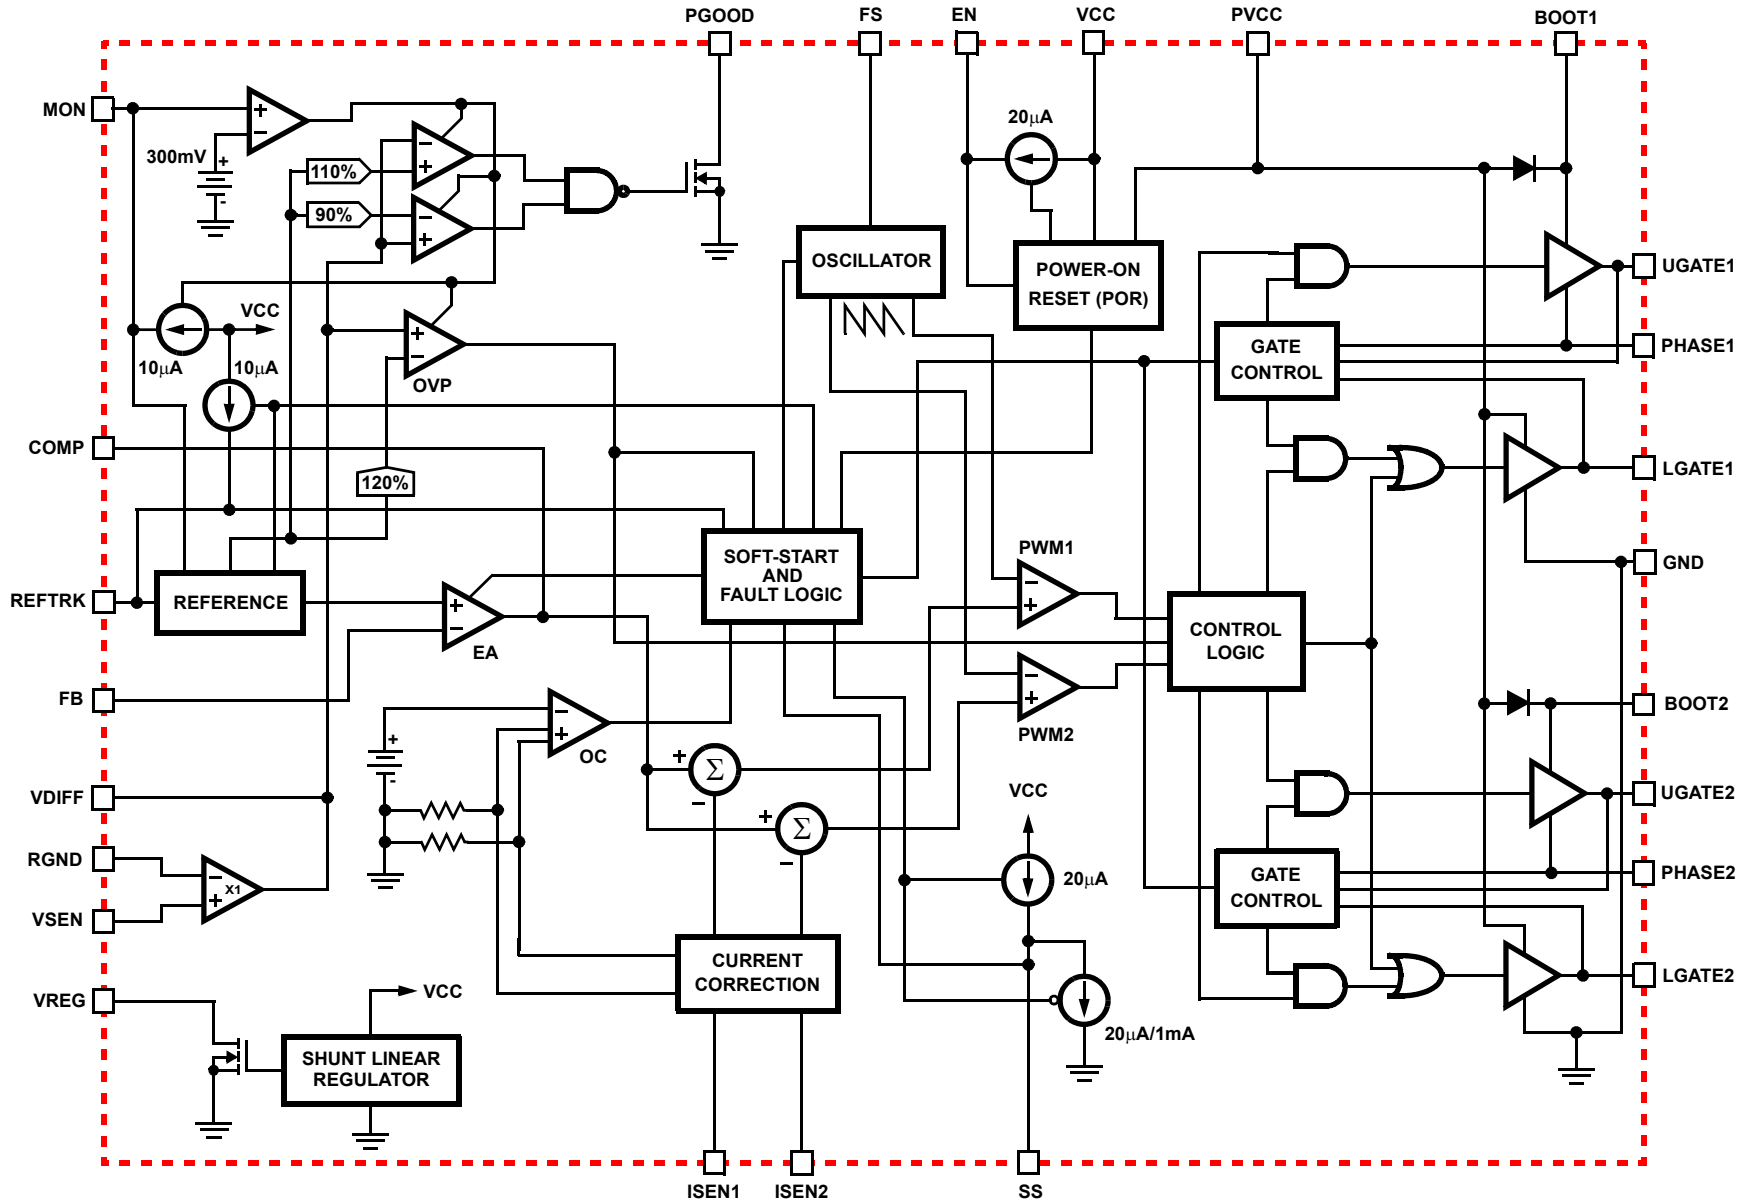 PGOOD
FS
EN
VCC
PVCC
BOOT1
MON
+
−
300mV
+
-
110%
90%
−
+
−
+
20µA
OSCILLATOR
POWER-ON
RESET (POR)
UGATE1
VCC
10µA
10µA
+
−
OVP
GATE
CONTROL
PHASE1
COMP
120%
LGATE1
REFTRK
REFERENCE
+
−
EA
SOFT-START
AND
FAULT LOGIC
PWM1
−
+
GND
CONTROL
LOGIC
FB
−
+
OC
−
+
PWM2
BOOT2
+
-
+
Σ
−
+
Σ
−
VDIFF
VCC
UGATE2
RGND
−
+
X1
VSEN
20µA
GATE
CONTROL
PHASE2
CURRENT
CORRECTION
LGATE2
VREG
VCC
20µA/1mA
SHUNT LINEAR
REGULATOR
ISEN1
ISEN2
SS